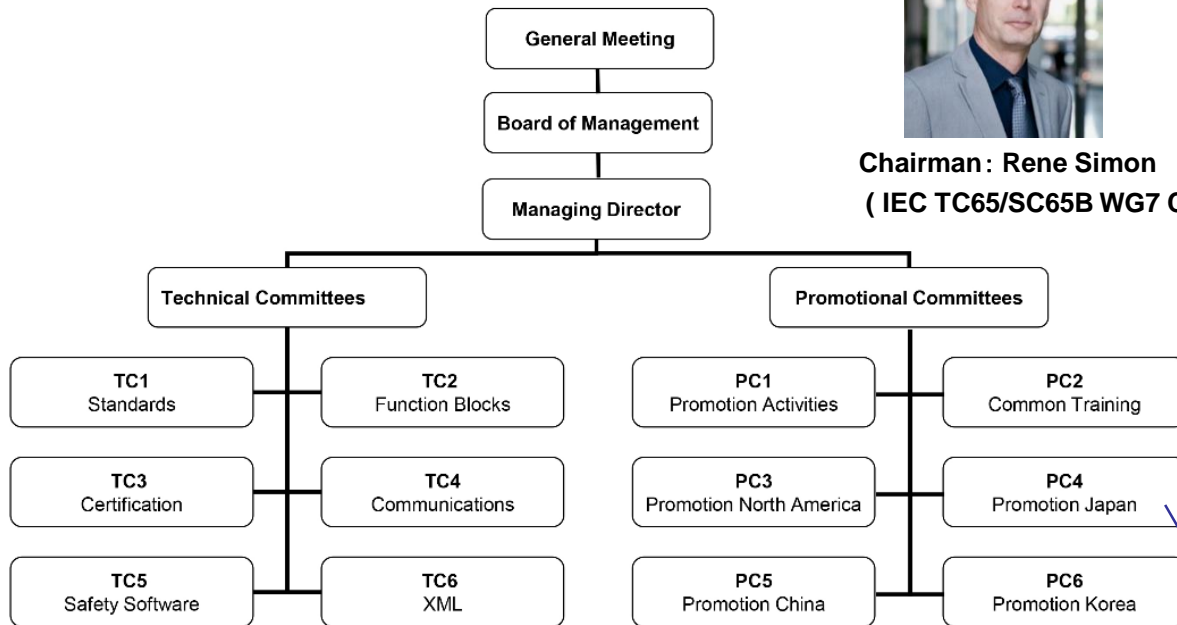 General Meeting
Board of Management
Chairman: Rene Simon
( IEC TC65/SC65B WG7
Managing Director
Technical Committees
Promotional Committees
TC1
Standards
TC2
Function Blocks
PC1
Promotion Activities
PC2
Common Training
TC3
Certification
TC4
Communications
PC3
Promotion North America
PC4
Promotion Japan
TC5
Safety Software
TC6
XML
PC5
Promotion China
PC6
Promotion Korea